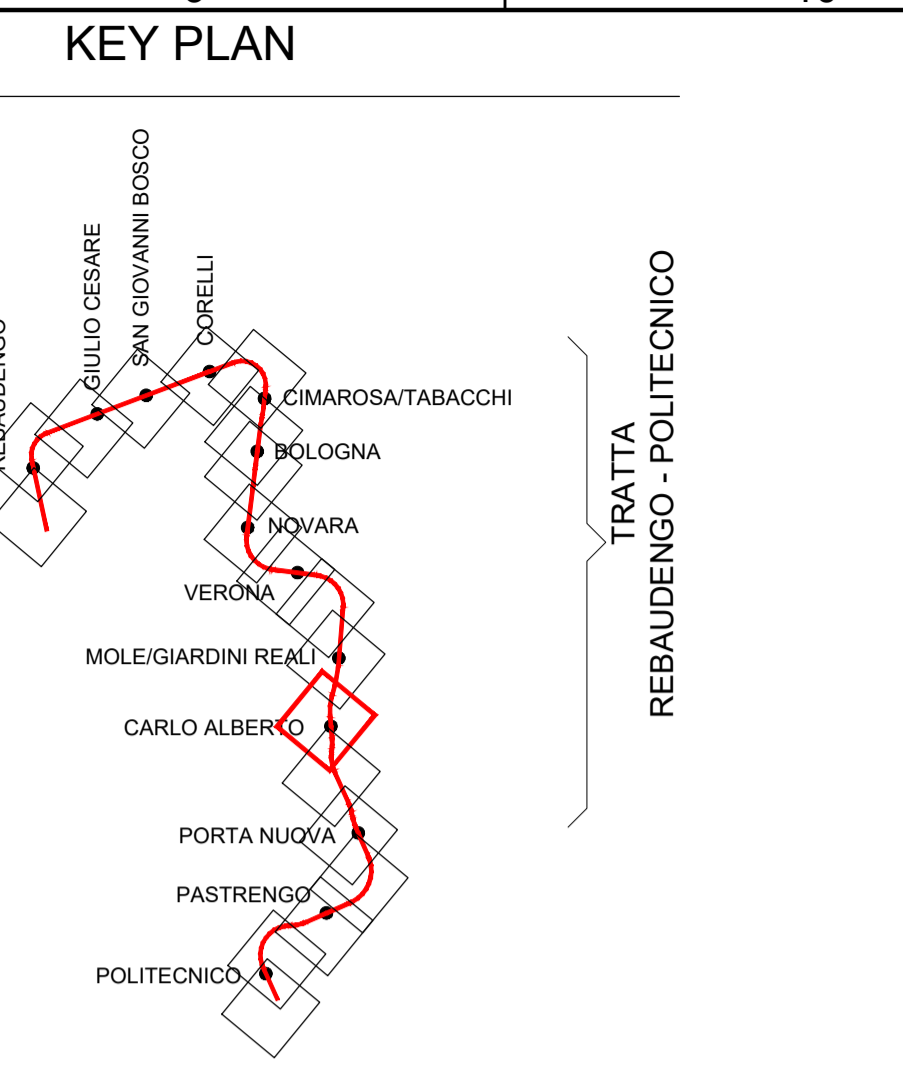 KEY PLAN
REBAUDENGO
GIULIO CESARE
SAN GIOVANNI BOSCO
CORELLI
CIMAROSA/TABACCHI
BOLOGNA
NOVARA
VERONA
MOLE/GIARDINI REALI
CARLO ALBERTO
PORTA NUOVA
PASTRENGO
POLITECNICO
TRATTA
REBAUDENGO - POLITECNICO